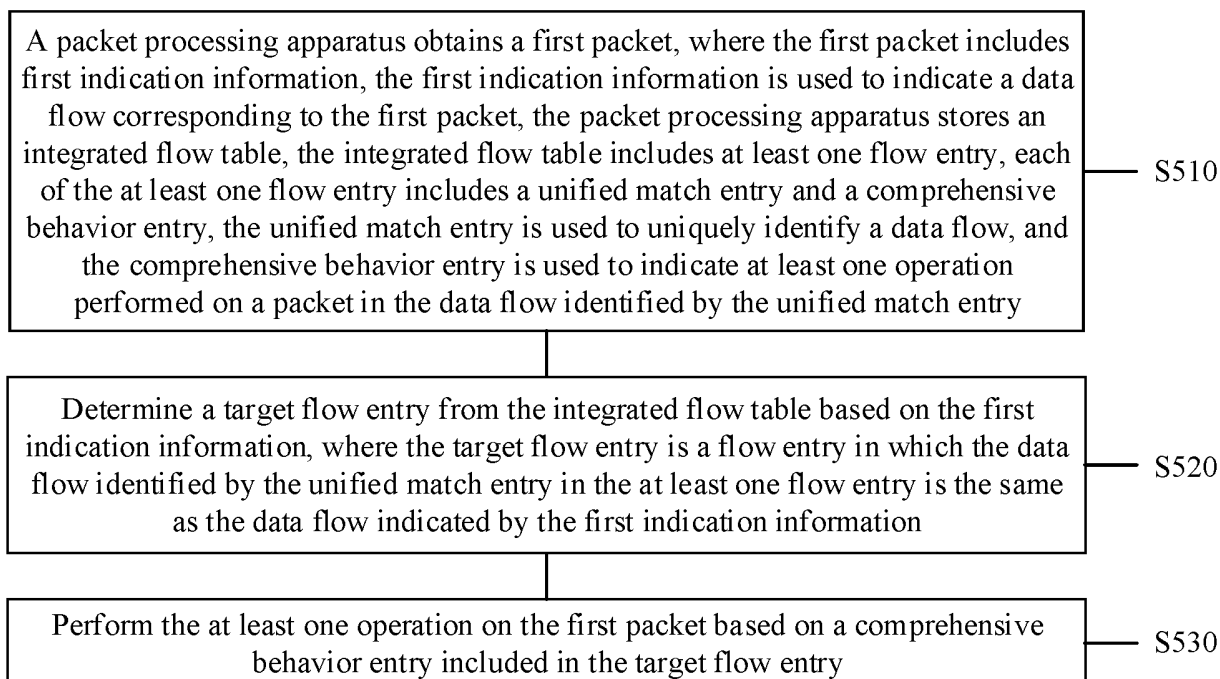 A packet processing apparatus obtains a first packet, where the first packet includes
first indication information, the first indication information is used to indicate a data
flow corresponding to the first packet, the packet processing apparatus stores an
integrated flow table, the integrated flow table includes at least one flow entry, each
of the at least one flow entry includes a unified match entry and a comprehensive
behavior entry, the unified match entry is used to uniquely identify a data flow, and
the comprehensive behavior entry is used to indicate at least one operation
performed on a packet in the data flow identified by the unified match entry
S510
Determine a target flow entry from the integrated flow table based on the first
indication information, where the target flow entry is a flow entry in which the data
flow identified by the unified match entry in the at least one flow entry is the same
as the data flow indicated by the first indication information
S520
Perform the at least one operation on the first packet based on a comprehensive
behavior entry included in the target flow entry
S530